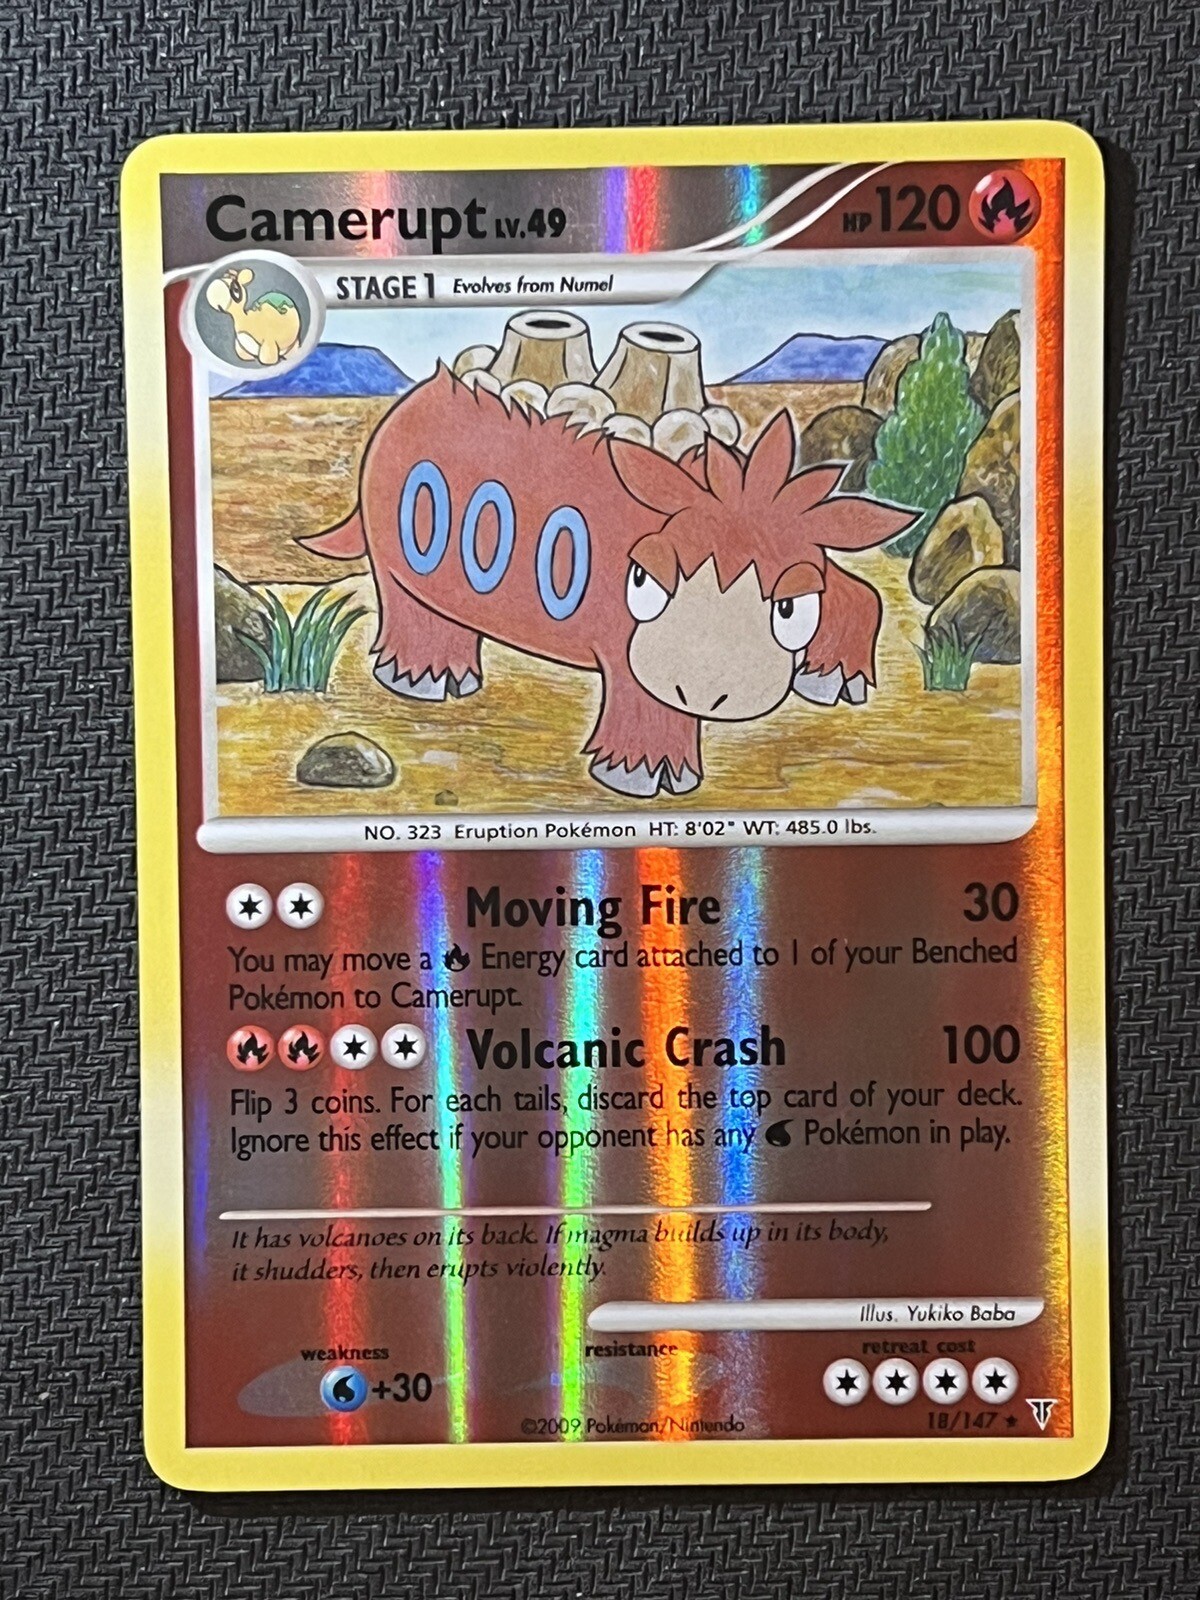 Camerupt LV.49 HP 120
STAGE 1 Evolves from Numel
NO. 323 Eruption Pokémon HT: 8'02" WT: 485.0 lbs.
Moving Fire 30
You may move a Energy card attached to 1 of your Benched
Pokémon to Camerupt.
Volcanic Crash 100
Flip 3 coins. For each tails, discard the top card of your deck.
Ignore this effect if your opponent has any Pokémon in play.
It has volcanoes on its back. If magma builds up in its body,
it shudders, then erupts violently.
Illus. Yukiko Baba
weakness resistance retreat cost
+30
©2009 Pokémon/Nintendo 18/147 ★